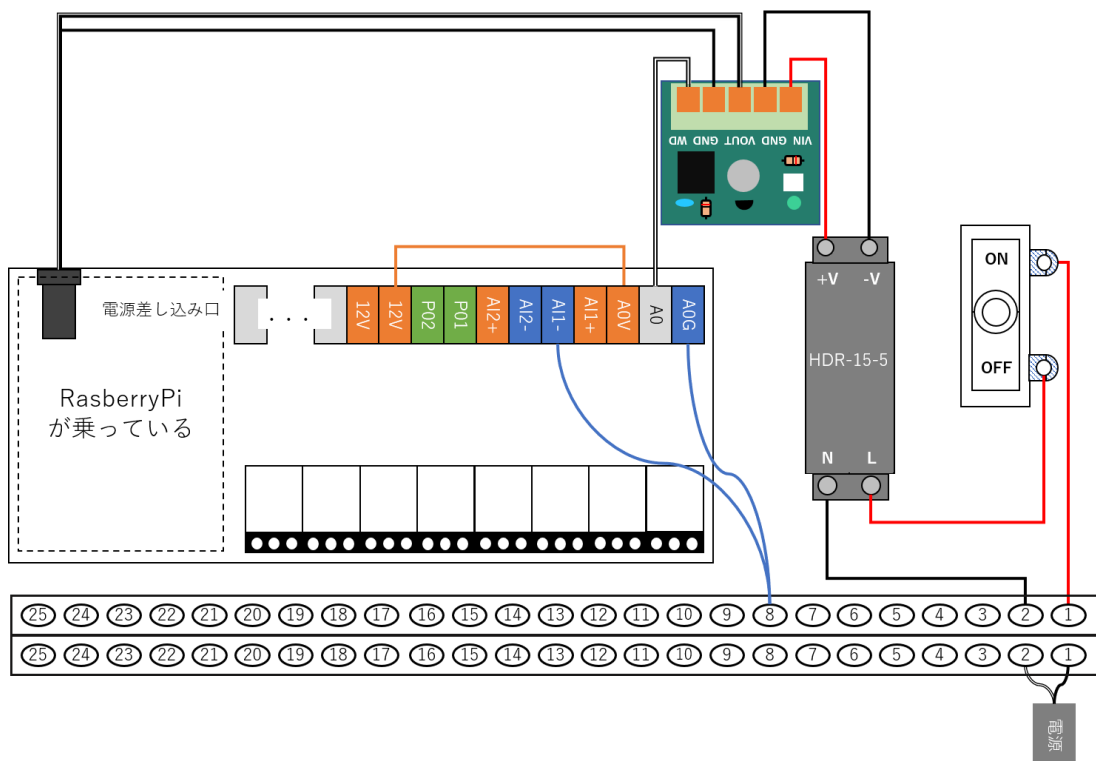 WD GND VOUT GND VIN
ON
OFF
+V -V
HDR-15-5
N L
電源差し込み口
. . .
12V 12V P02 P01 AI2+ AI2- AI1- AI1+ A0V A0 A0G
RasberryPi
が乗っている
25 24 23 22 21 20 19 18 17 16 15 14 13 12 11 10 9 8 7 6 5 4 3 2 1
25 24 23 22 21 20 19 18 17 16 15 14 13 12 11 10 9 8 7 6 5 4 3 2 1
電源